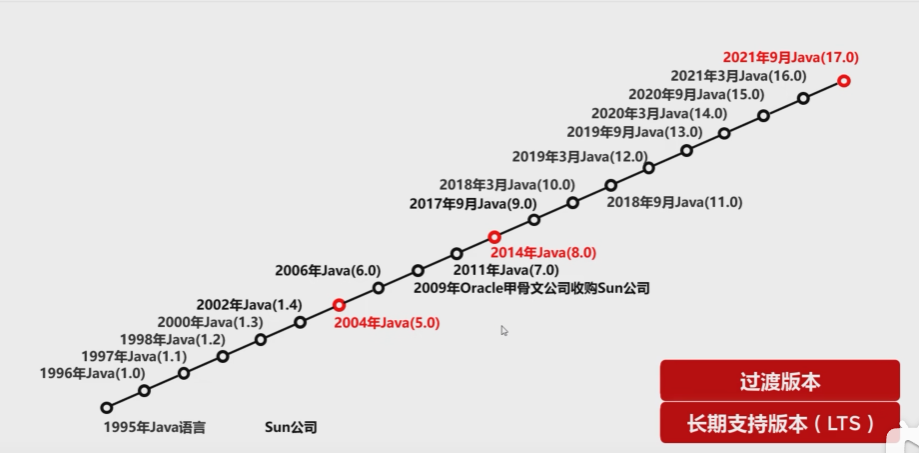 2021年9月Java(17.0)
2021年3月Java(16.0)
2020年9月Java(15.0)
2020年3月Java(14.0)
2019年9月Java(13.0)
2019年3月Java(12.0)
2018年3月Java(10.0)
2018年9月Java(11.0)
2017年9月Java(9.0)
2014年Java(8.0)
2006年Java(6.0)
2011年Java(7.0)
2009年Oracle甲骨文公司收购Sun公司
2002年Java(1.4)
2000年Java(1.3)
2004年Java(5.0)
1998年Java(1.2)
1997年Java(1.1)
1996年Java(1.0)
1995年Java语言
Sun公司
过渡版本
长期支持版本（LTS）